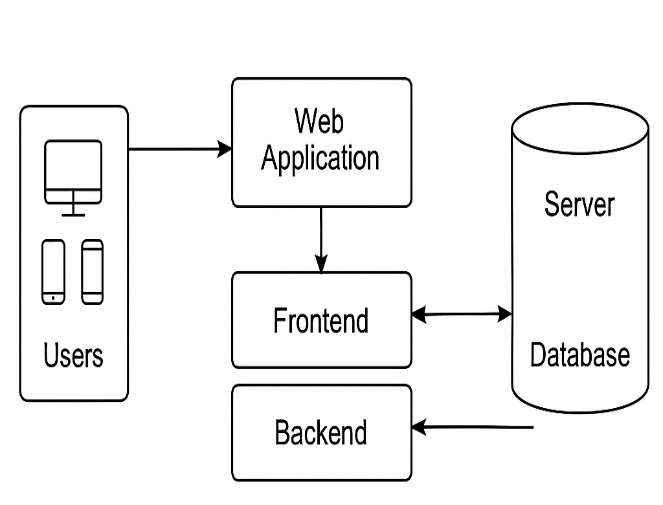 Users
Web
Application
Frontend
Backend
Server
Database